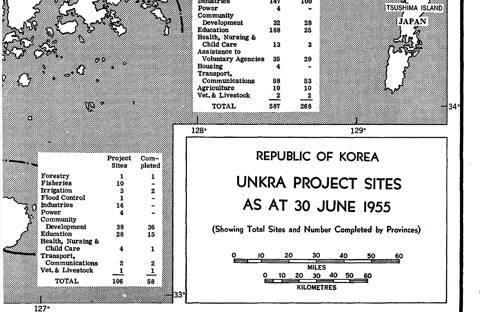 Industries 147 106
Power 4 -
Community
Development 32 28
Education 188 25
Health, Nursing &
Child Care 13 3
Assistance to
Voluntary Agencies 35 29
Housing 4 -
Transport,
Communications 58 53
Agriculture 10 10
Vet. & Livestock 2 2
TOTAL 587 268
TSUSHIMA ISLAND
JAPAN
34°
128° 129°
Project Com-
Sites pleted
Forestry 1 1
Fisheries 10 -
Irrigation 3 2
Flood Control 1 -
Industries 14 -
Power 4 -
Community
Development 38 36
Education 28 15
Health, Nursing &
Child Care 4 1
Transport,
Communications 2 2
Vet. & Livestock 1 1
TOTAL 106 58
REPUBLIC OF KOREA
UNKRA PROJECT SITES
AS AT 30 JUNE 1955
(Showing Total Sites and Number Completed by Provinces)
0 10 20 30 40 50 60
MILES
0 10 20 30 40 50 60
KILOMETRES
33°
127°